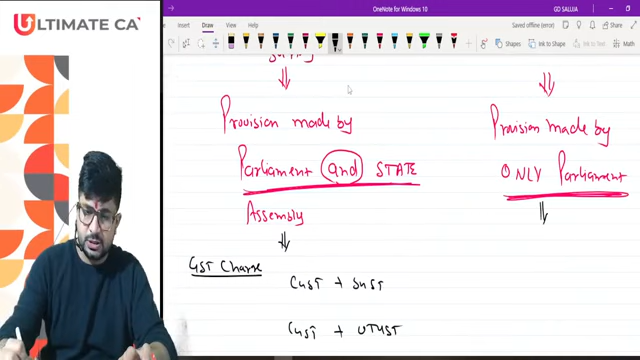 ULTIMATE CA
OneNote for Windows 10
GD SALUJA
Draw
View
Help
Saved offline (error)
Share
Shapes
Ink to Shape
Ink to Text
Provision made by
Parliament and STATE
Assembly
GST Charge
CGST + SGST
CGST + UTGST
Provision made by
ONLY Parliament